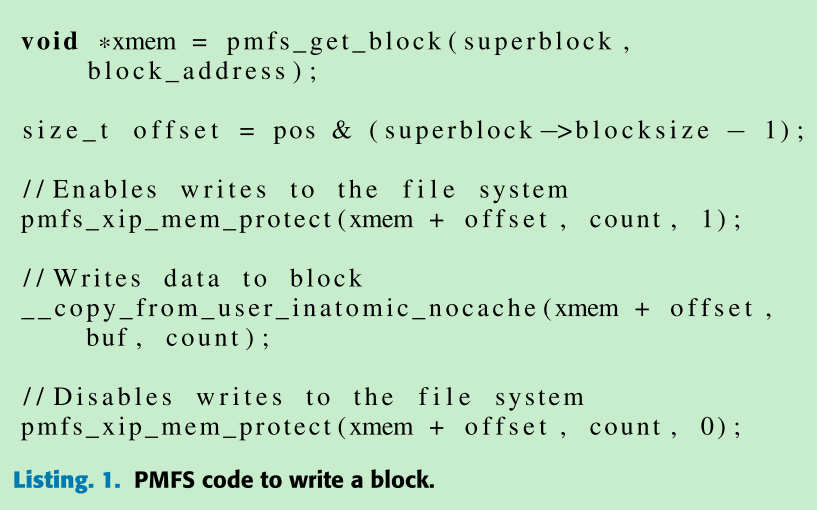 void *xmem = pmfs_get_block(superblock,
block_address);
size_t offset = pos & (superblock->blocksize - 1);
//Enables writes to the file system
pmfs_xip_mem_protect(xmem + offset, count, 1);
//Writes data to block
__copy_from_user_inatomic_nocache(xmem + offset,
buf, count);
//Disables writes to the file system
pmfs_xip_mem_protect(xmem + offset, count, 0);
Listing. 1. PMFS code to write a block.